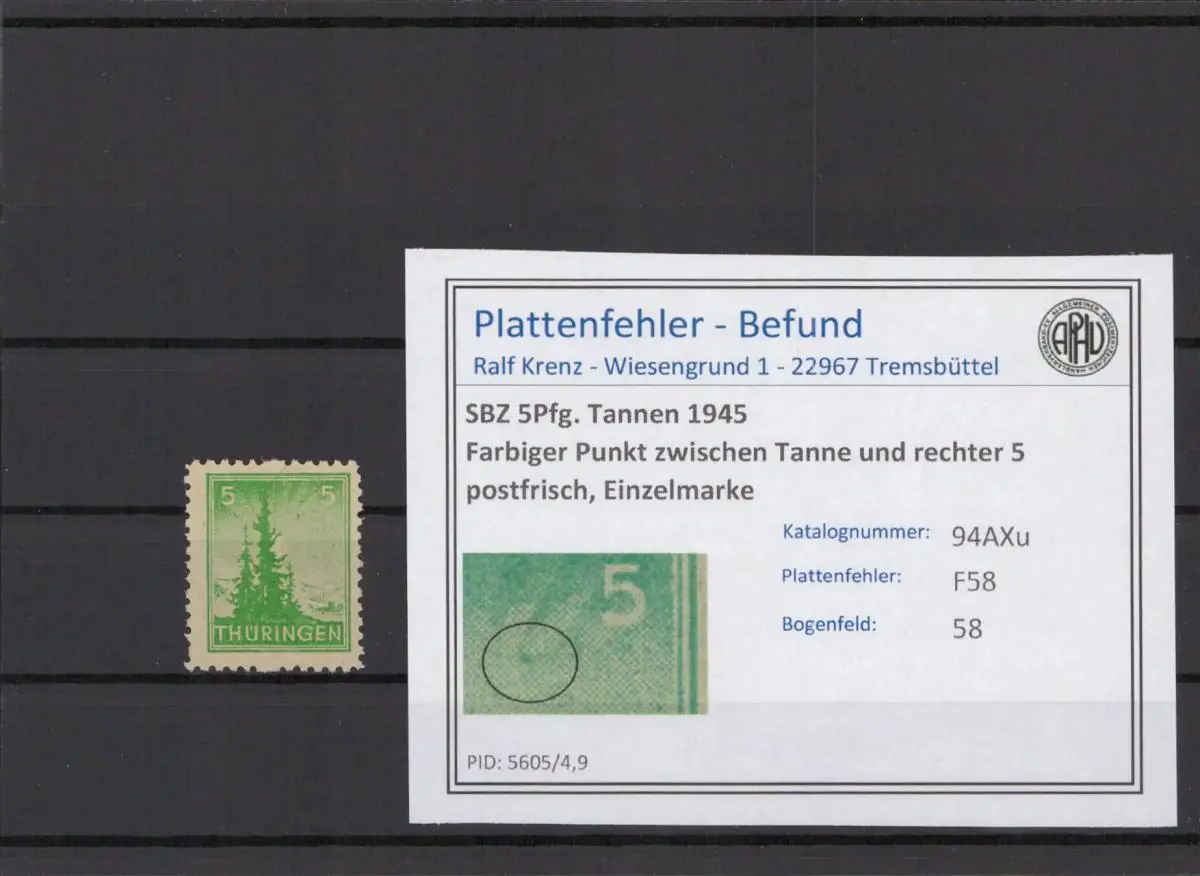 5 5
THÜRiNGEN
Plattenfehler - Befund
Ralf Krenz - Wiesengrund 1 - 22967 Tremsbüttel
APHV
SBZ 5Pfg. Tannen 1945
Farbiger Punkt zwischen Tanne und rechter 5
postfrisch, Einzelmarke
Katalognummer: 94AXu
Plattenfehler: F58
Bogenfeld: 58
5
PID: 5605/4,9